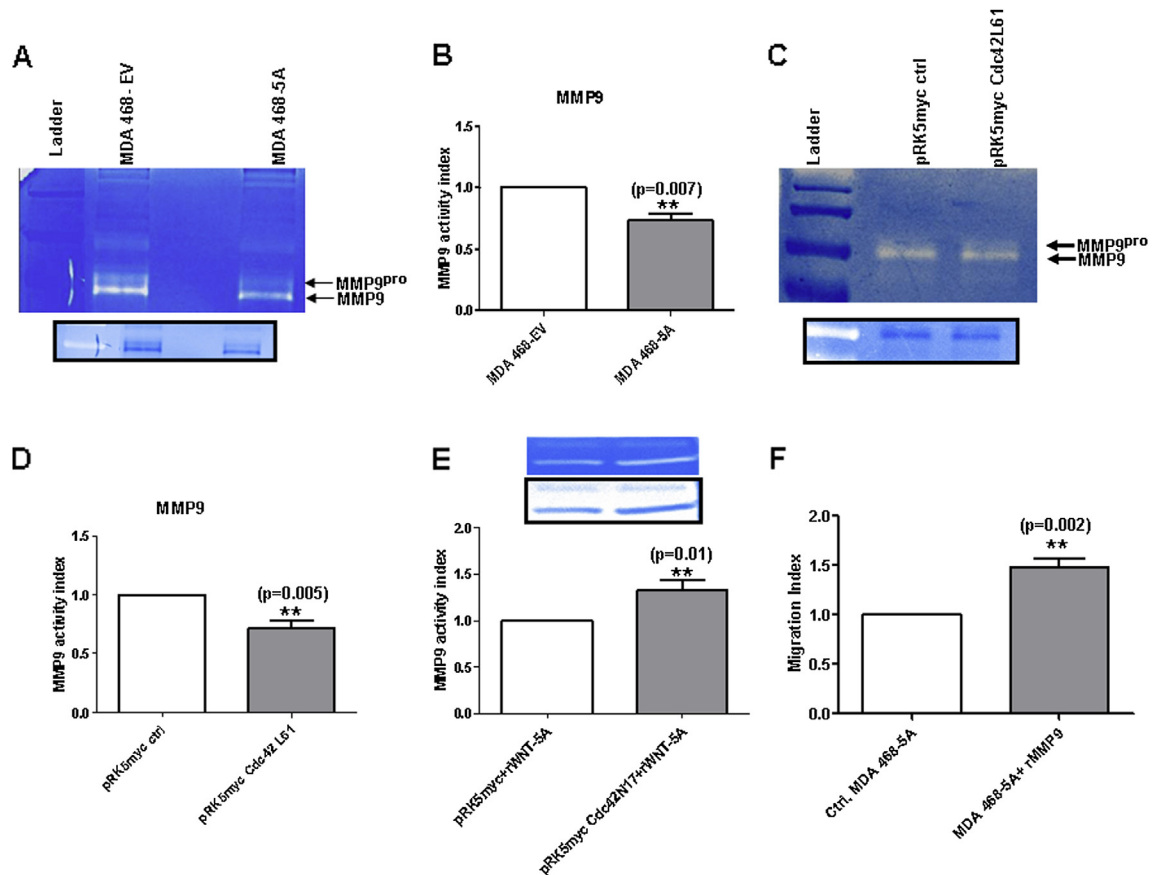 A
Ladder
MDA 468 - EV
MDA 468-5A
MMP9pro
MMP9
B
MMP9
MMP9 activity index
1.5
1.0
0.5
0.0
(p=0.007)
**
MDA 468-EV
MDA 468-5A
C
Ladder
pRK5myc ctrl
pRK5myc Cdc42L61
MMP9pro
MMP9
D
MMP9
MMP9 activity index
1.5
1.0
0.5
0.0
(p=0.005)
**
pRK5myc ctrl
pRK5myc Cdc42 L61
E
MMP9 activity index
2.0
1.5
1.0
0.5
0.0
(p=0.01)
**
pRK5myc+rWNT-5A
pRK5myc Cdc42N17+rWNT-5A
F
Migration Index
2.0
1.5
1.0
0.5
0.0
(p=0.002)
**
Ctrl, MDA 468-5A
MDA 468-5A+ rMMP9